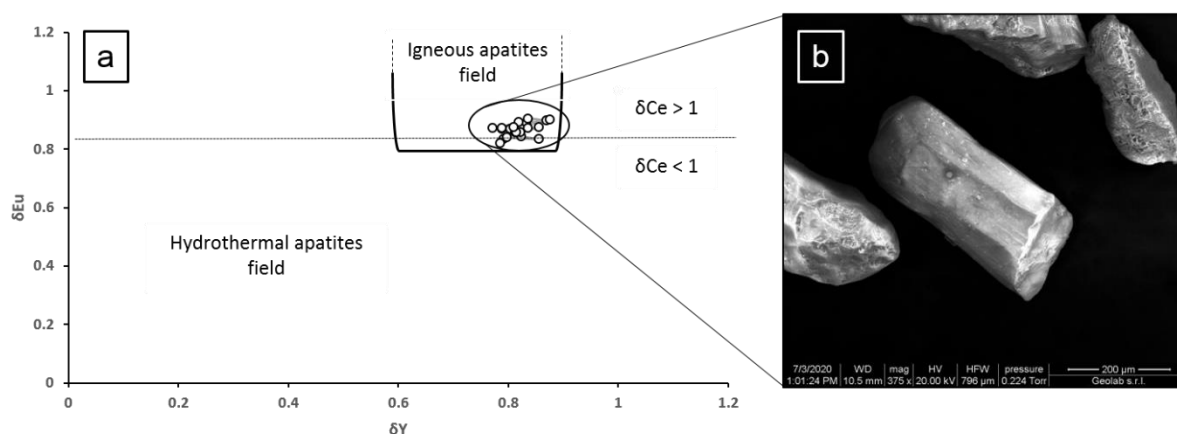 a
1.2
1
0.8
0.6
0.4
0.2
0
0
0.2
0.4
0.6
0.8
1
1.2
δEu
δY
Igneous apatites
field
δCe > 1
δCe < 1
Hydrothermal apatites
field
b
7/3/2020 WD mag HV HFW pressure 200 µm
1:01:24 PM 10.5 mm 375 x 20.00 kV 796 µm 0.224 Torr Geolab s.r.l.